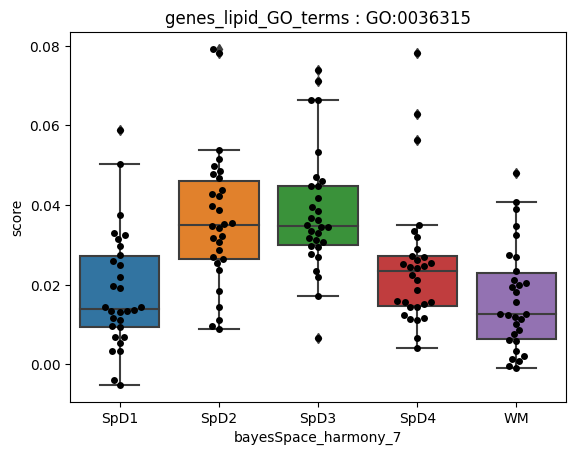 genes_lipid_GO_terms : GO:0036315
0.08
0.06
0.04
0.02
0.00
score
SpD1 SpD2 SpD3 SpD4 WM
bayesSpace_harmony_7